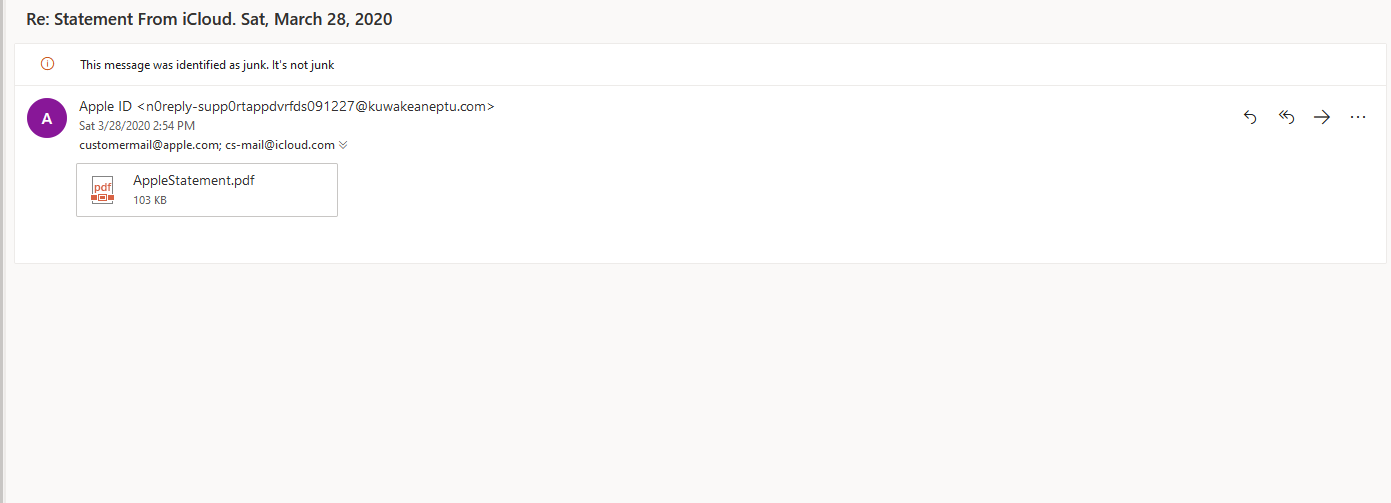 Re: Statement From iCloud. Sat, March 28, 2020
This message was identified as junk. It's not junk
A
Apple ID <n0reply-supp0rtappdvrfds091227@kuwakeaneptu.com>
Sat 3/28/2020 2:54 PM
customermail@apple.com; cs-mail@icloud.com
pdf
AppleStatement.pdf
103 KB